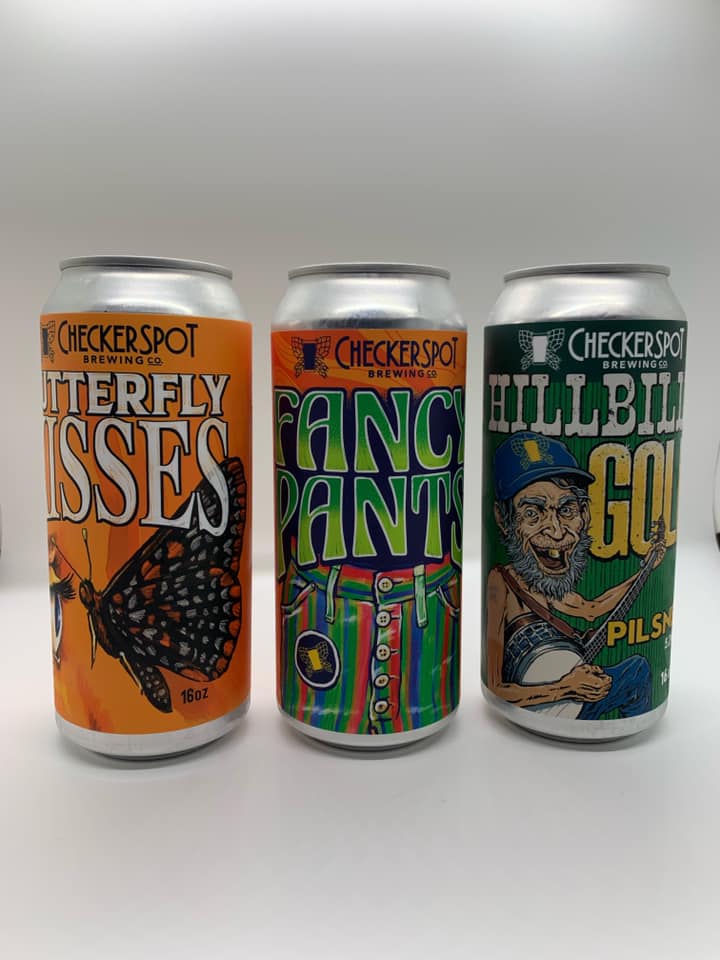 CHECKERSPOT
BREWING CO.
UTTERFLY
ISSES
16oz
CHECKERSPOT
BREWING CO.
FANCY
PANTS
CHECKERSPOT
BREWING CO.
HILLBILL
GOL
PILSN